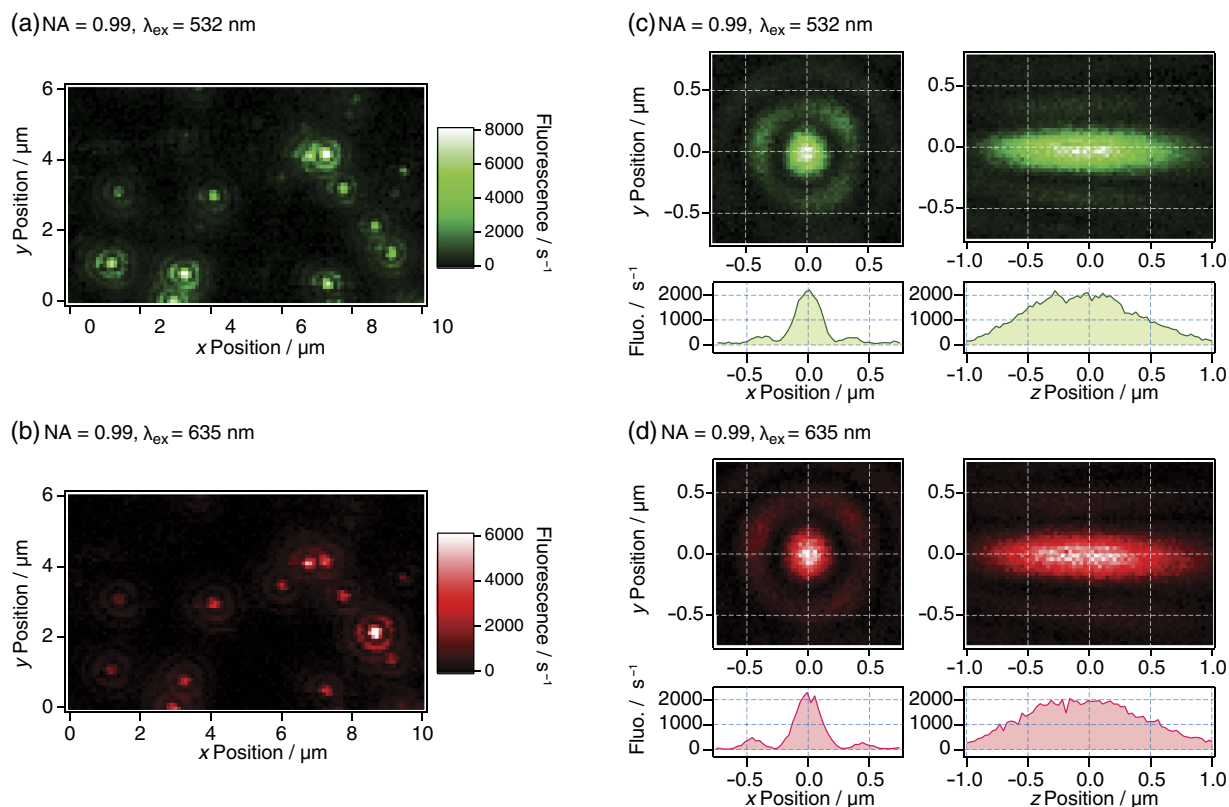 (a) NA = 0.99, λex = 532 nm
y Position / µm
6
4
2
0
0 2 4 6 8 10
x Position / µm
8000
6000
4000
2000
0
Fluorescence / s⁻¹
(b) NA = 0.99, λex = 635 nm
y Position / µm
6
4
2
0
0 2 4 6 8 10
x Position / µm
6000
4000
2000
0
Fluorescence / s⁻¹
(c) NA = 0.99, λex = 532 nm
y Position / µm
0.5
0.0
−0.5
−0.5 0.0 0.5
0.5
0.0
−0.5
−1.0 −0.5 0.0 0.5 1.0
Fluo. / s⁻¹
2000
1000
0
−0.5 0.0 0.5
x Position / µm
2000
1000
0
−1.0 −0.5 0.0 0.5 1.0
z Position / µm
(d) NA = 0.99, λex = 635 nm
y Position / µm
0.5
0.0
−0.5
−0.5 0.0 0.5
0.5
0.0
−0.5
−1.0 −0.5 0.0 0.5 1.0
Fluo. / s⁻¹
2000
1000
0
−0.5 0.0 0.5
x Position / µm
2000
1000
0
−1.0 −0.5 0.0 0.5 1.0
z Position / µm